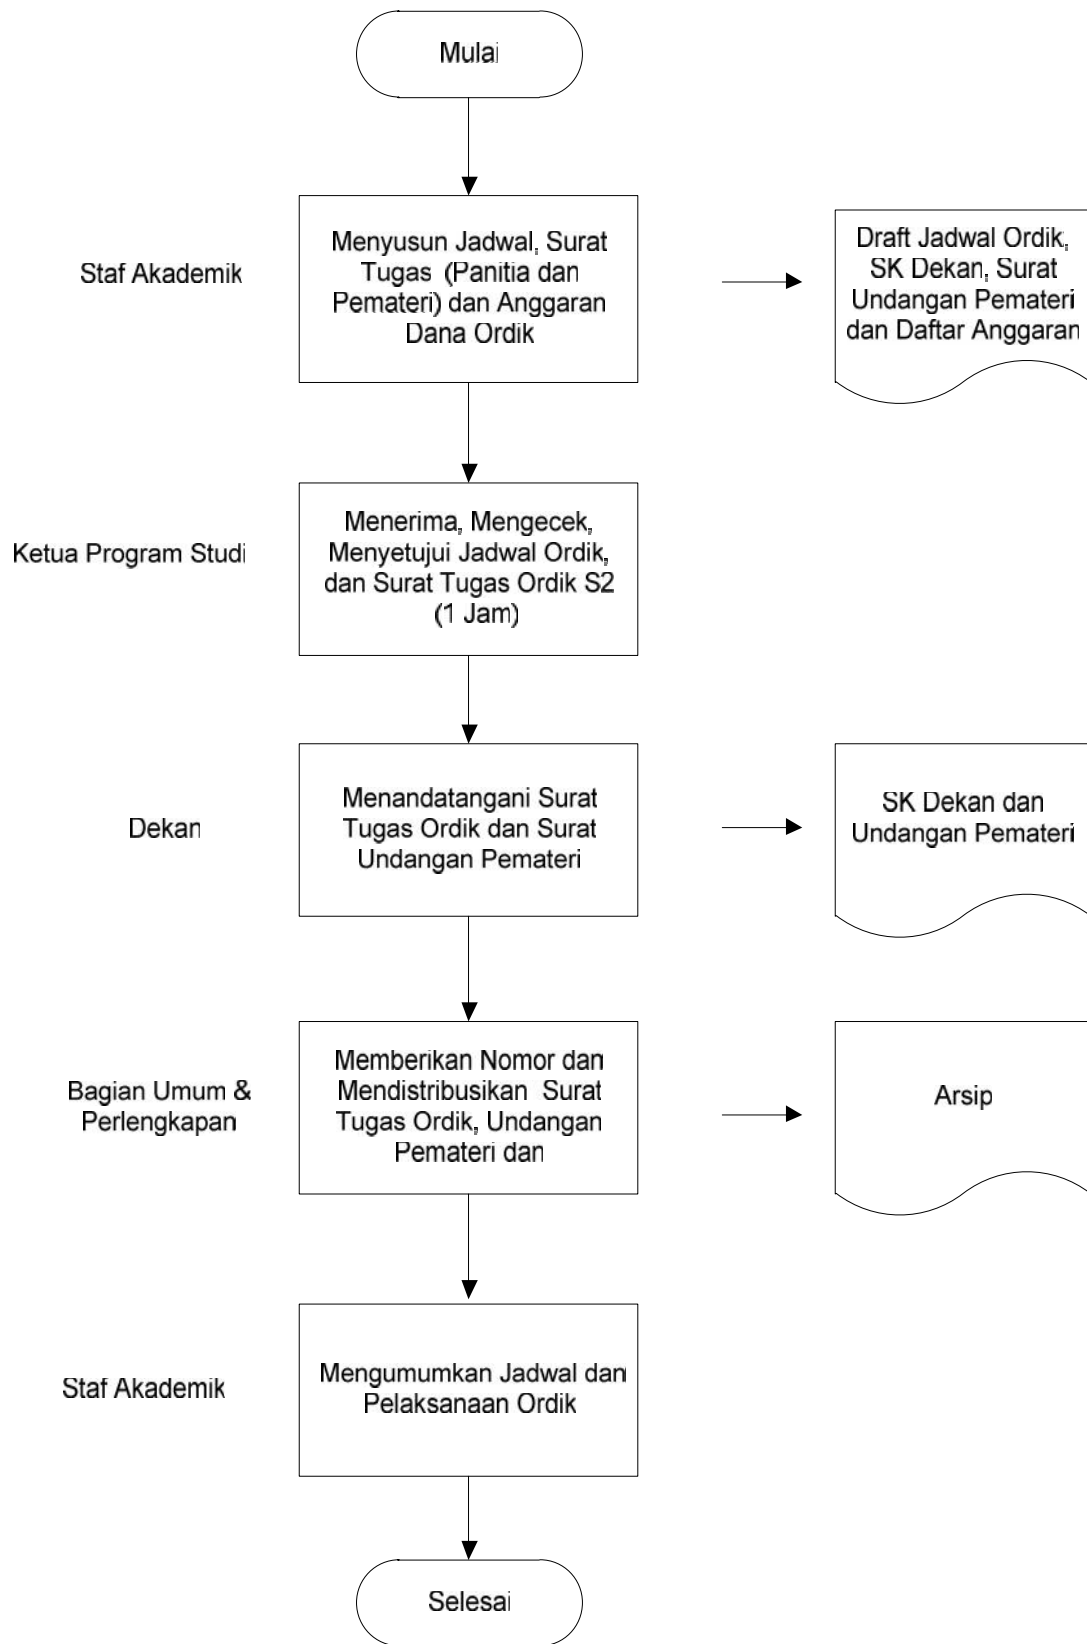 Mulai
Staf Akademik
Menyusun Jadwal, Surat
Tugas (Panitia dan
Pemateri) dan Anggaran
Dana Ordik
Draft Jadwal Ordik,
SK Dekan, Surat
Undangan Pemateri
dan Daftar Anggaran
Ketua Program Studi
Menerima, Mengecek,
Menyetujui Jadwal Ordik,
dan Surat Tugas Ordik S2
(1 Jam)
Dekan
Menandatangani Surat
Tugas Ordik dan Surat
Undangan Pemateri
SK Dekan dan
Undangan Pemateri
Bagian Umum &
Perlengkapan
Memberikan Nomor dan
Mendistribusikan Surat
Tugas Ordik, Undangan
Pemateri dan
Arsip
Staf Akademik
Mengumumkan Jadwal dan
Pelaksanaan Ordik
Selesai